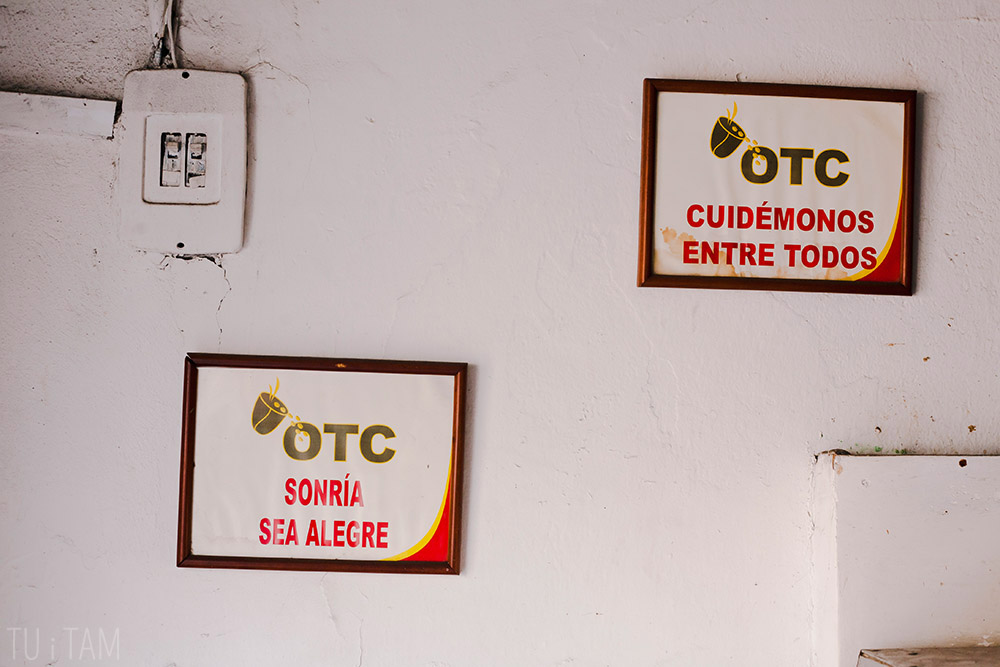 OTC
CUIDÉMONOS
ENTRE TODOS
OTC
SONRÍA
SEA ALEGRE
TU i TAM